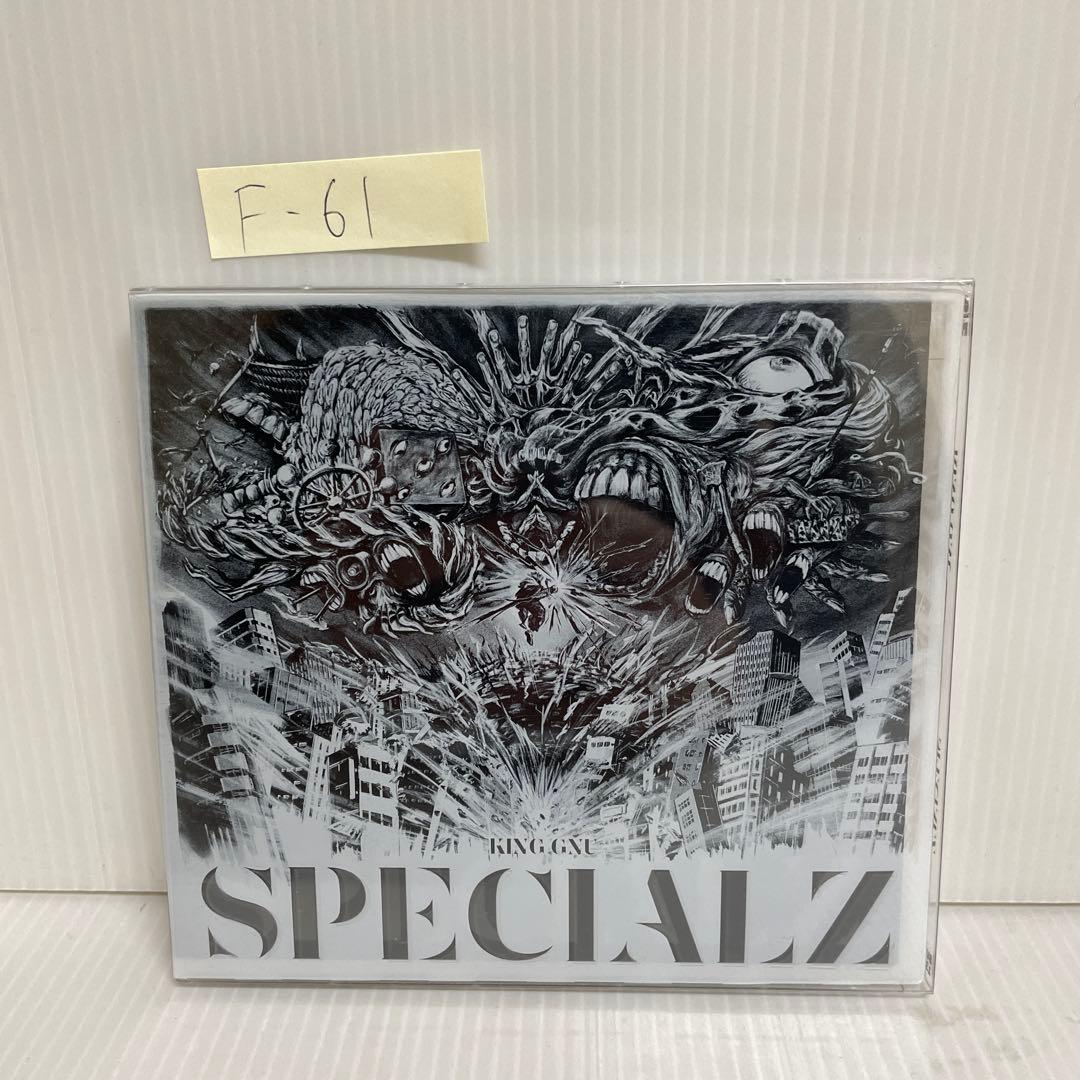 F-61
KING GNU
SPECIALZ